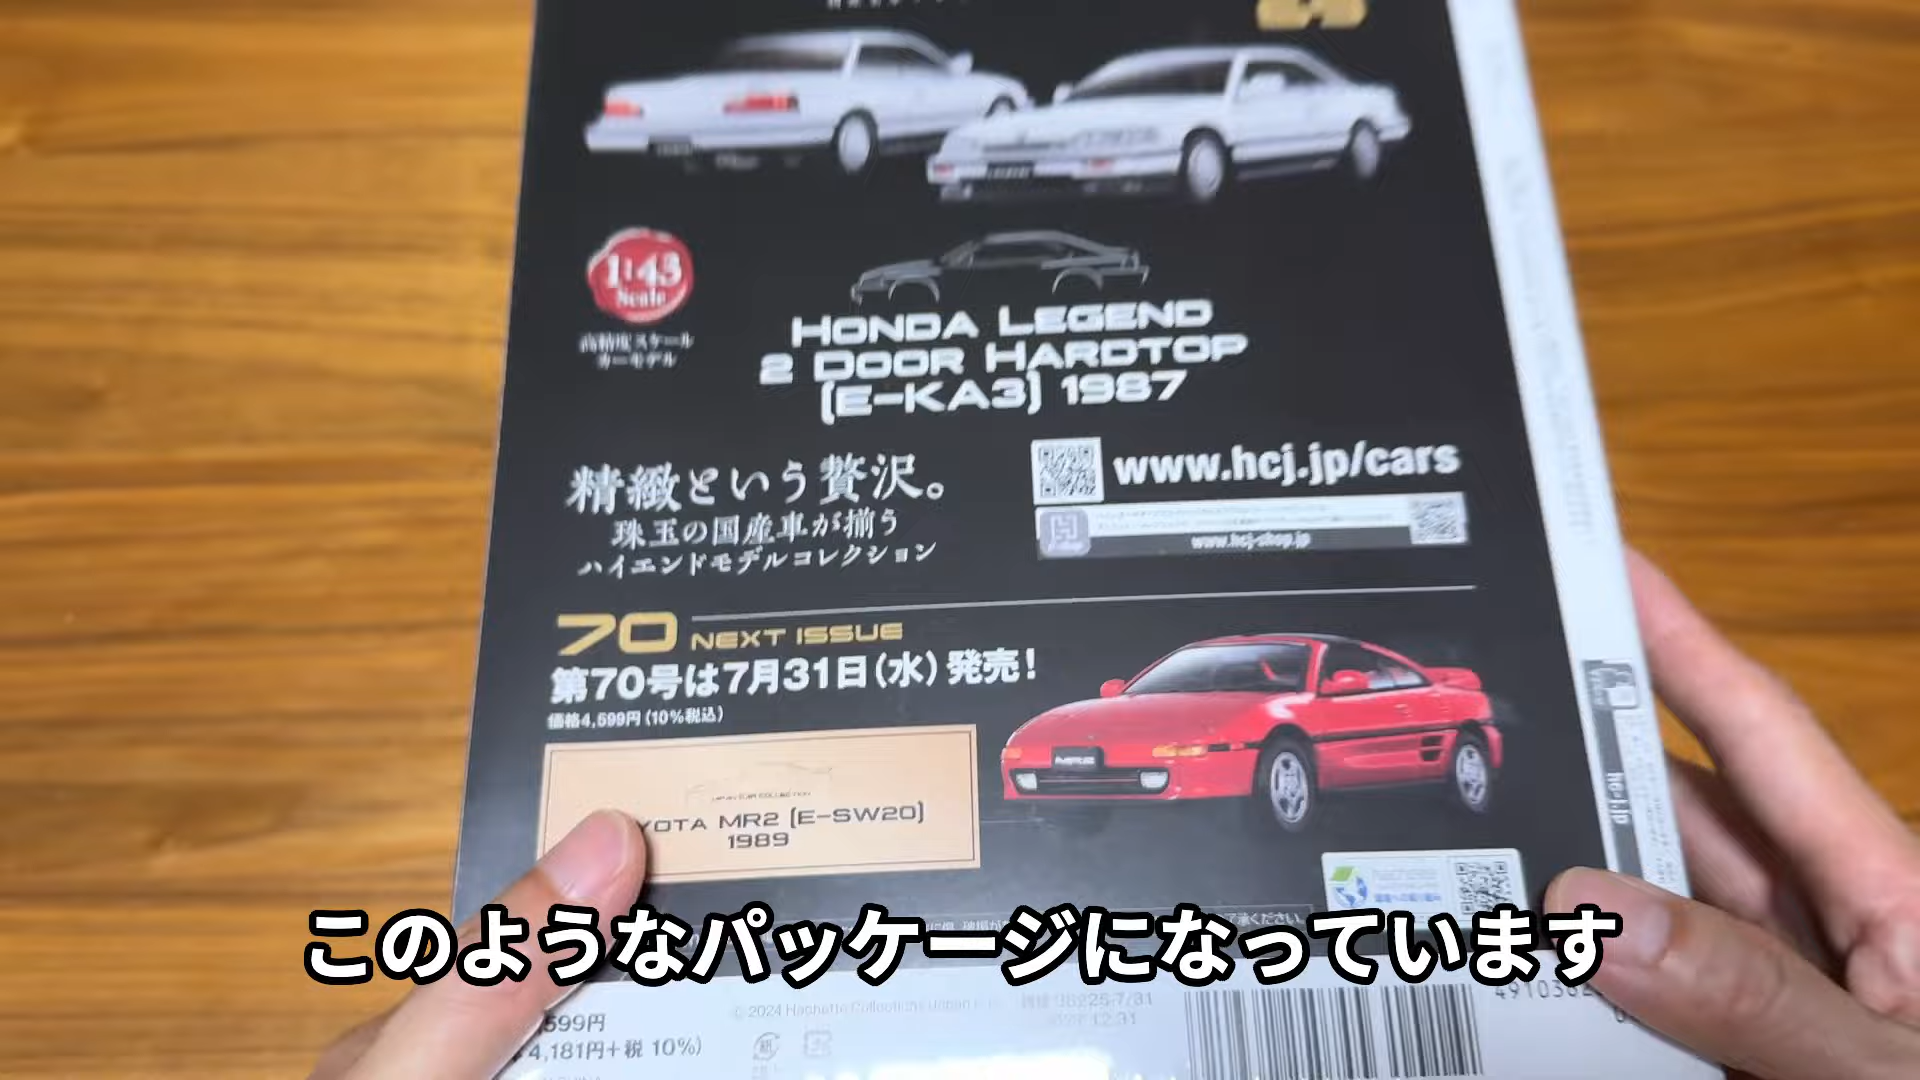 1:43
Scale
高精度スケール
カーモデル
HONDA LEGEND
2 DOOR HARDTOP
(E-KA3) 1987
精緻という贅沢。
珠玉の国産車が揃う
ハイエンドモデルコレクション
www.hcj.jp/cars
www.hcj-shop.jp
70 NEXT ISSUE
第70号は7月31日(水)発売!
価格4,599円(10%税込)
MR2
JAPAN CAR COLLECTION
YOTA MR2 (E-SW20)
1989
hcj.jp
このようなパッケージになっています
©2024 Hachette Collections Japan
599円
4,181円+税 10%)